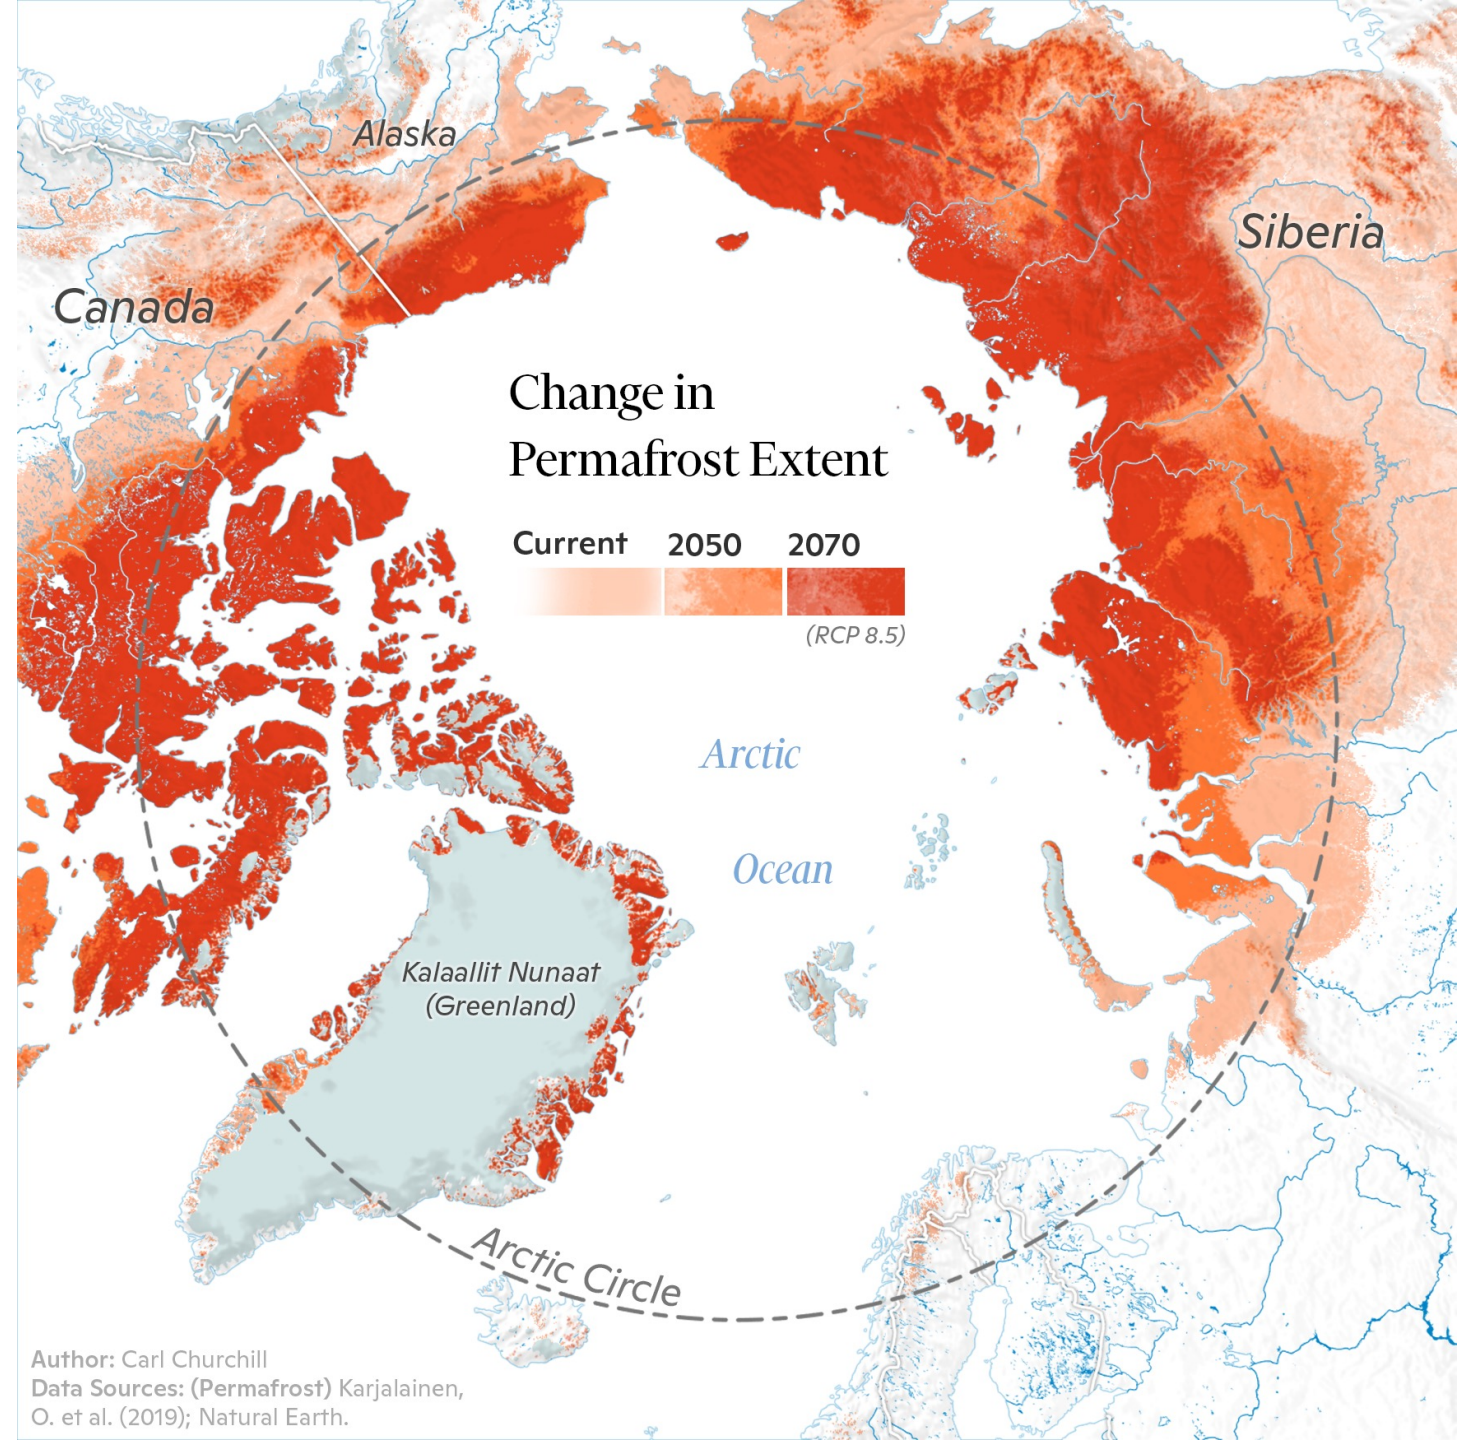 Alaska
Siberia
Canada
Change in
Permafrost Extent
Current 2050 2070
(RCP 8.5)
Arctic
Ocean
Kalaallit Nunaat
(Greenland)
Arctic Circle
Author: Carl Churchill
Data Sources: (Permafrost) Karjalainen,
O. et al. (2019); Natural Earth.